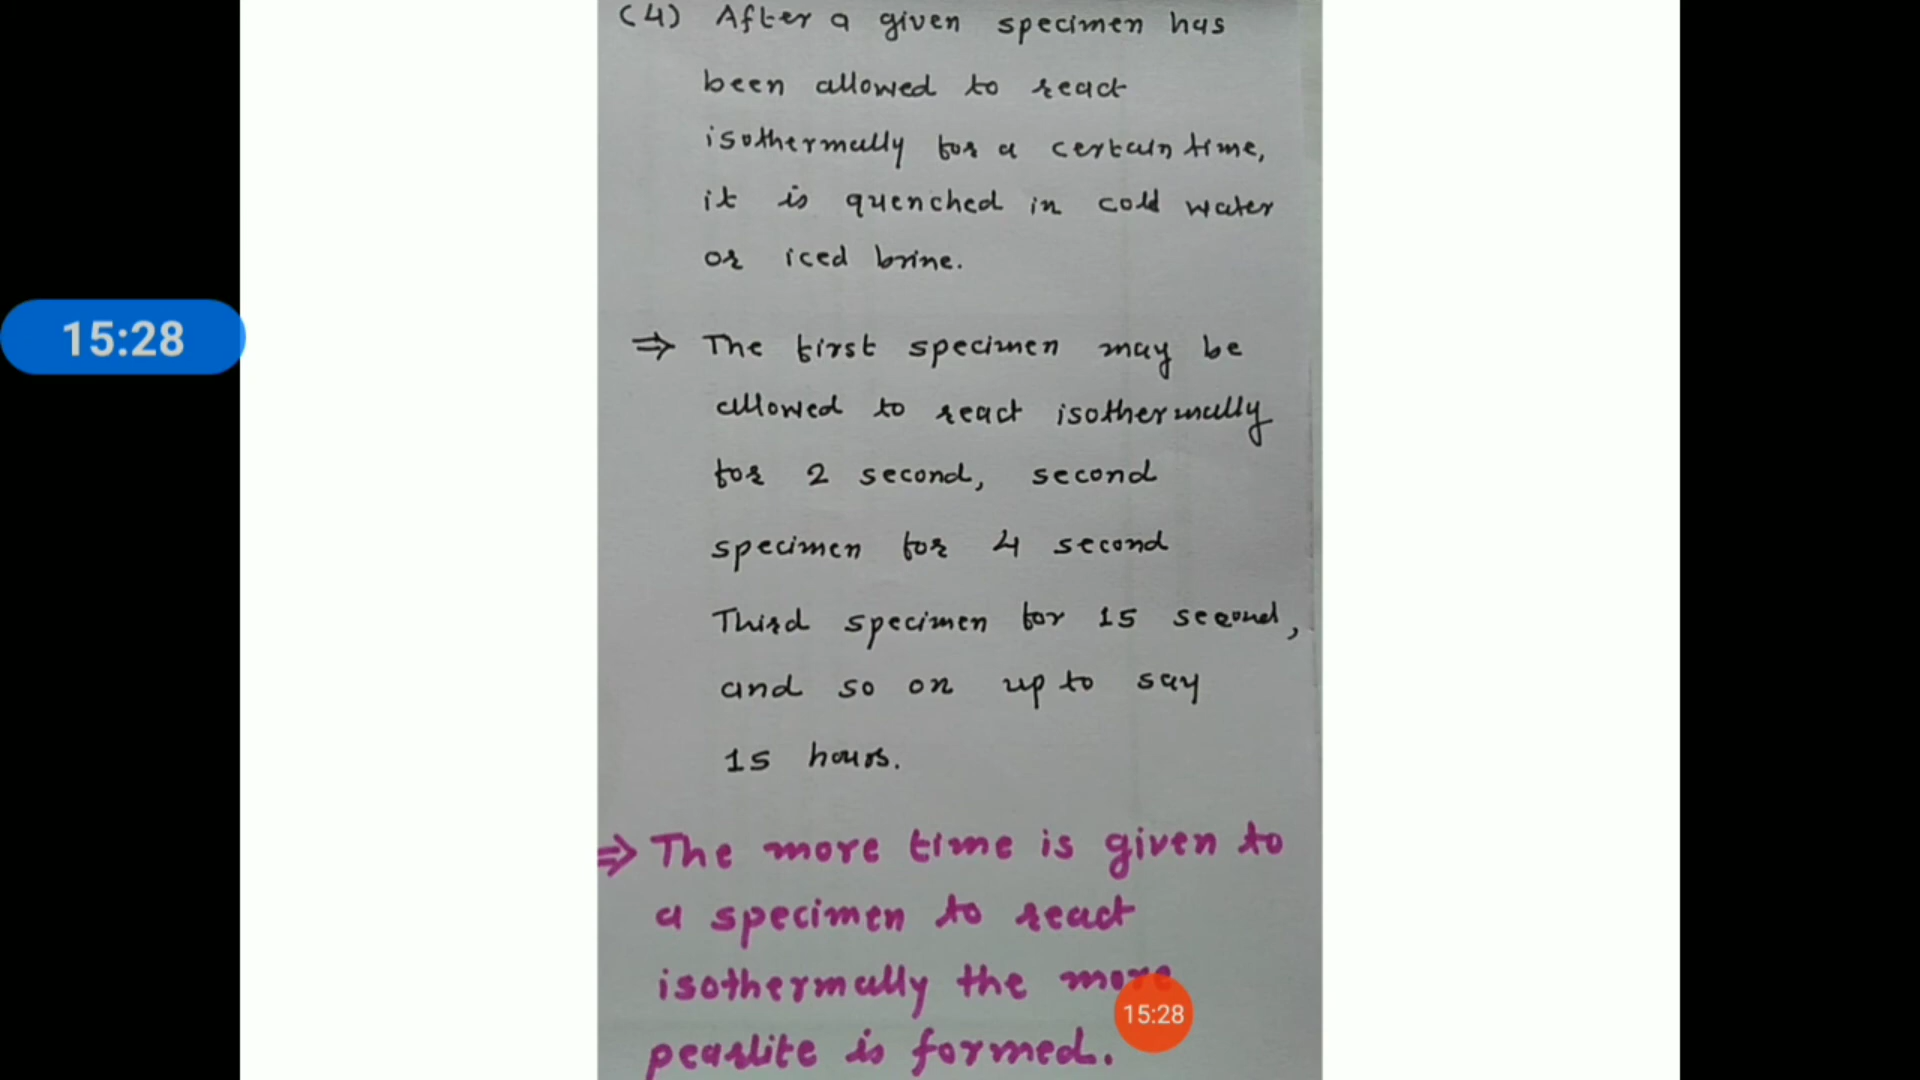 (4) After a given specimen has
been allowed to react
isothermally for a certain time,
it is quenched in cold water
or iced brine.
15:28
⇒ The first specimen may be
allowed to react isothermally
for 2 second, second
specimen for 4 second
Third specimen for 15 second,
and so on up to say
15 hours.
⇒ The more time is given to
a specimen to react
isothermally the more
15:28
pearlite is formed.